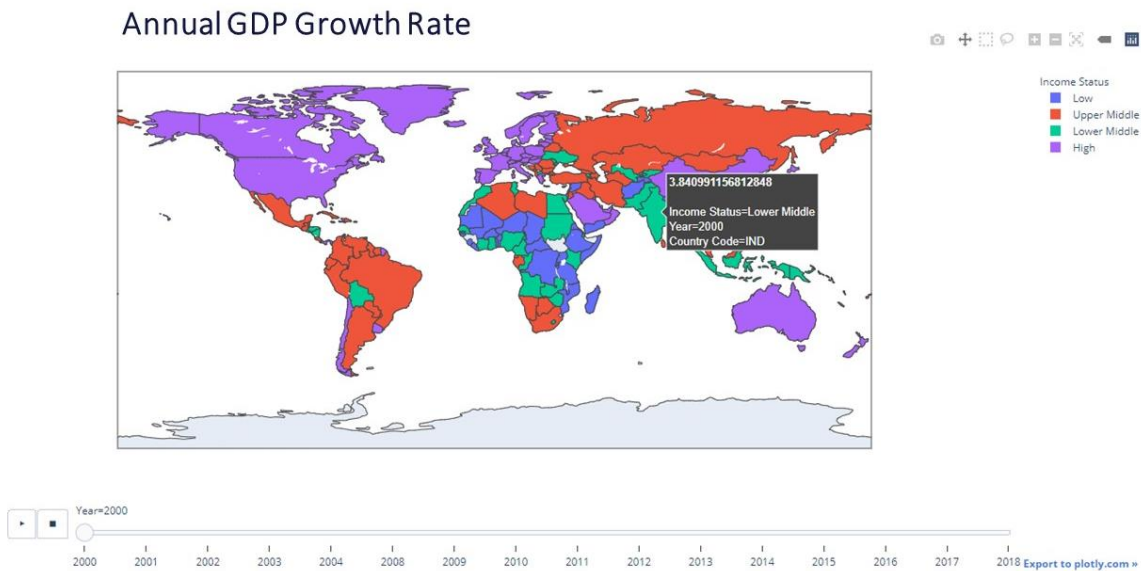 Annual GDP Growth Rate
Income Status
Low
Upper Middle
Lower Middle
High
3.840991156812848
Income Status=Lower Middle
Year=2000
Country Code=IND
Year=2000
2000 2001 2002 2003 2004 2008 2009 2010 2011 2012 2013 2014 2015 2016 2017 2018
Export to plotly.com »